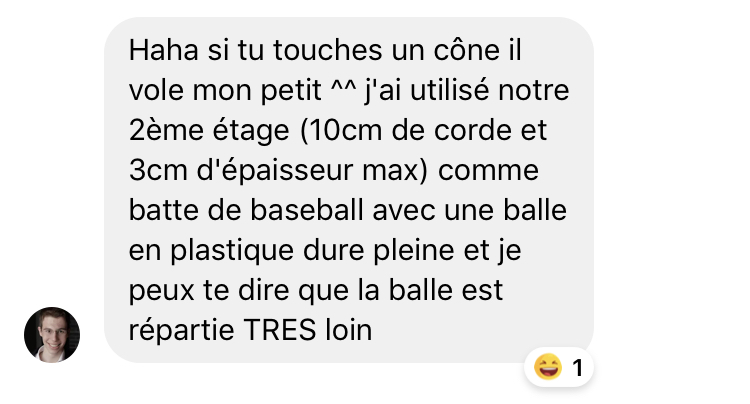 Haha si tu touches un cône il
vole mon petit ^^ j'ai utilisé notre
2ème étage (10cm de corde et
3cm d'épaisseur max) comme
batte de baseball avec une balle
en plastique dure pleine et je
peux te dire que la balle est
répartie TRES loin
1